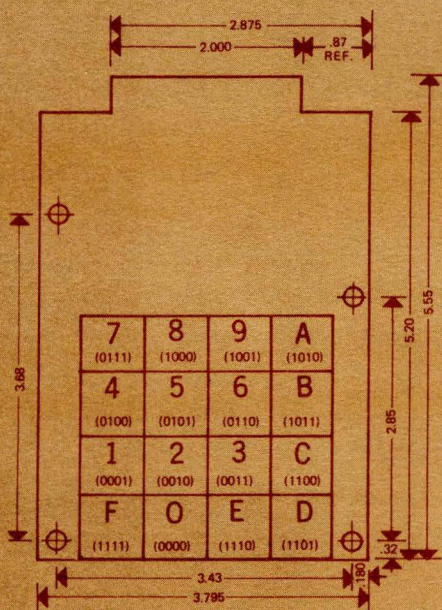 2.875
2.000
.87
REF.
3.68
7 8 9 A
(0111) (1000) (1001) (1010)
4 5 6 B
(0100) (0101) (0110) (1011)
1 2 3 C
(0001) (0010) (0011) (1100)
F 0 E D
(1111) (0000) (1110) (1101)
2.85
5.20
5.55
.32
.180
3.43
3.795